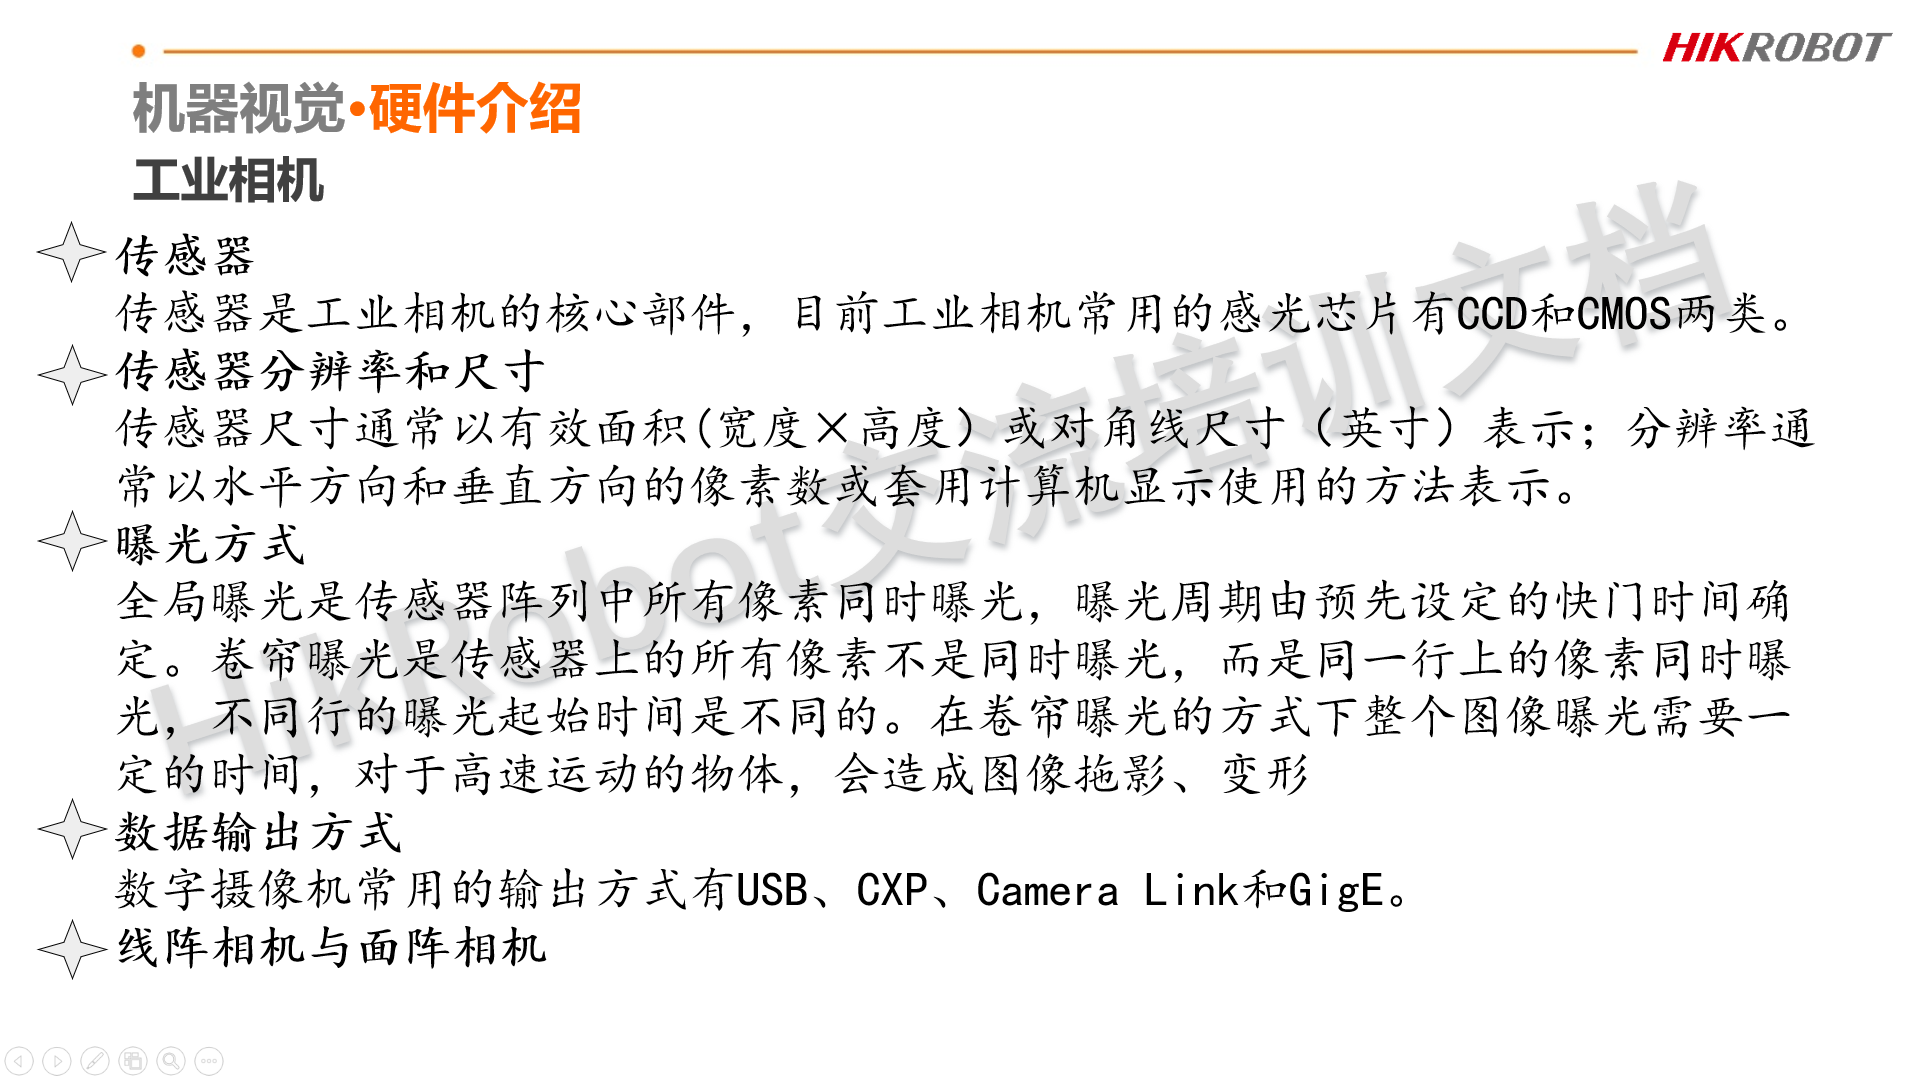 HIKROBOT
机器视觉·硬件介绍
工业相机
传感器
传感器是工业相机的核心部件，目前工业相机常用的感光芯片有CCD和CMOS两类。
传感器分辨率和尺寸
传感器尺寸通常以有效面积(宽度×高度）或对角线尺寸（英寸）表示；分辨率通
常以水平方向和垂直方向的像素数或套用计算机显示使用的方法表示。
曝光方式
全局曝光是传感器阵列中所有像素同时曝光，曝光周期由预先设定的快门时间确
定。卷帘曝光是传感器上的所有像素不是同时曝光，而是同一行上的像素同时曝
光，不同行的曝光起始时间是不同的。在卷帘曝光的方式下整个图像曝光需要一
定的时间，对于高速运动的物体，会造成图像拖影、变形
数据输出方式
数字摄像机常用的输出方式有USB、CXP、Camera Link和GigE。
线阵相机与面阵相机
HikRobot交流培训文档